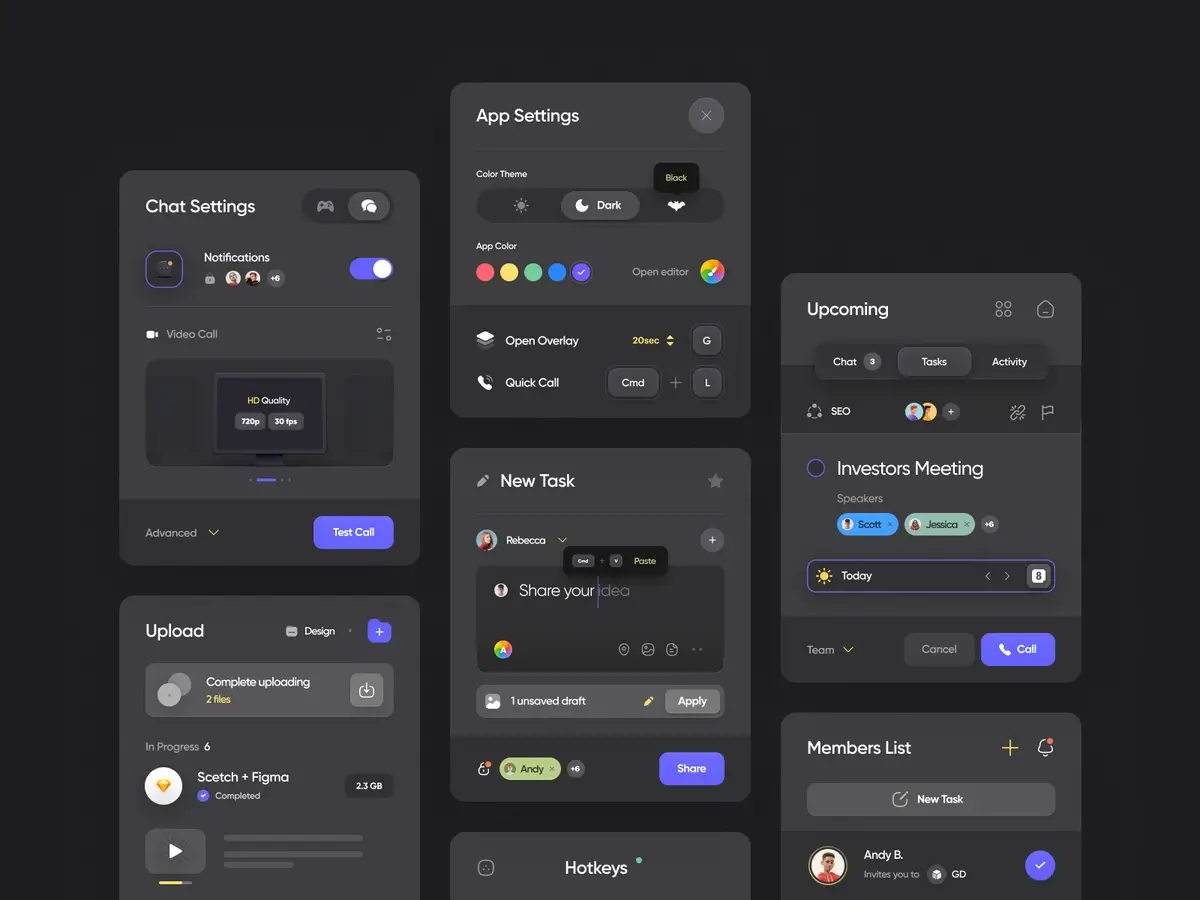 Chat Settings
Notifications
+6
Video Call
HD Quality
720p
30 fps
Advanced
Test Call
Upload
Design
Complete uploading
2 files
In Progress 6
Scetch + Figma
Completed
2.3 GB
App Settings
Color Theme
Black
Dark
App Color
Open editor
Open Overlay
20sec
G
Quick Call
Cmd
+
L
New Task
Rebecca
+
Cmd + V Paste
Share your idea
A
1 unsaved draft
Apply
Andy ×
+6
Share
Hotkeys
Upcoming
Chat 3
Tasks
Activity
SEO
+
Investors Meeting
Speakers
Scott ×
Jessica ×
+6
Today
8
Team
Cancel
Call
Members List
New Task
Andy B.
Invites you to
GD